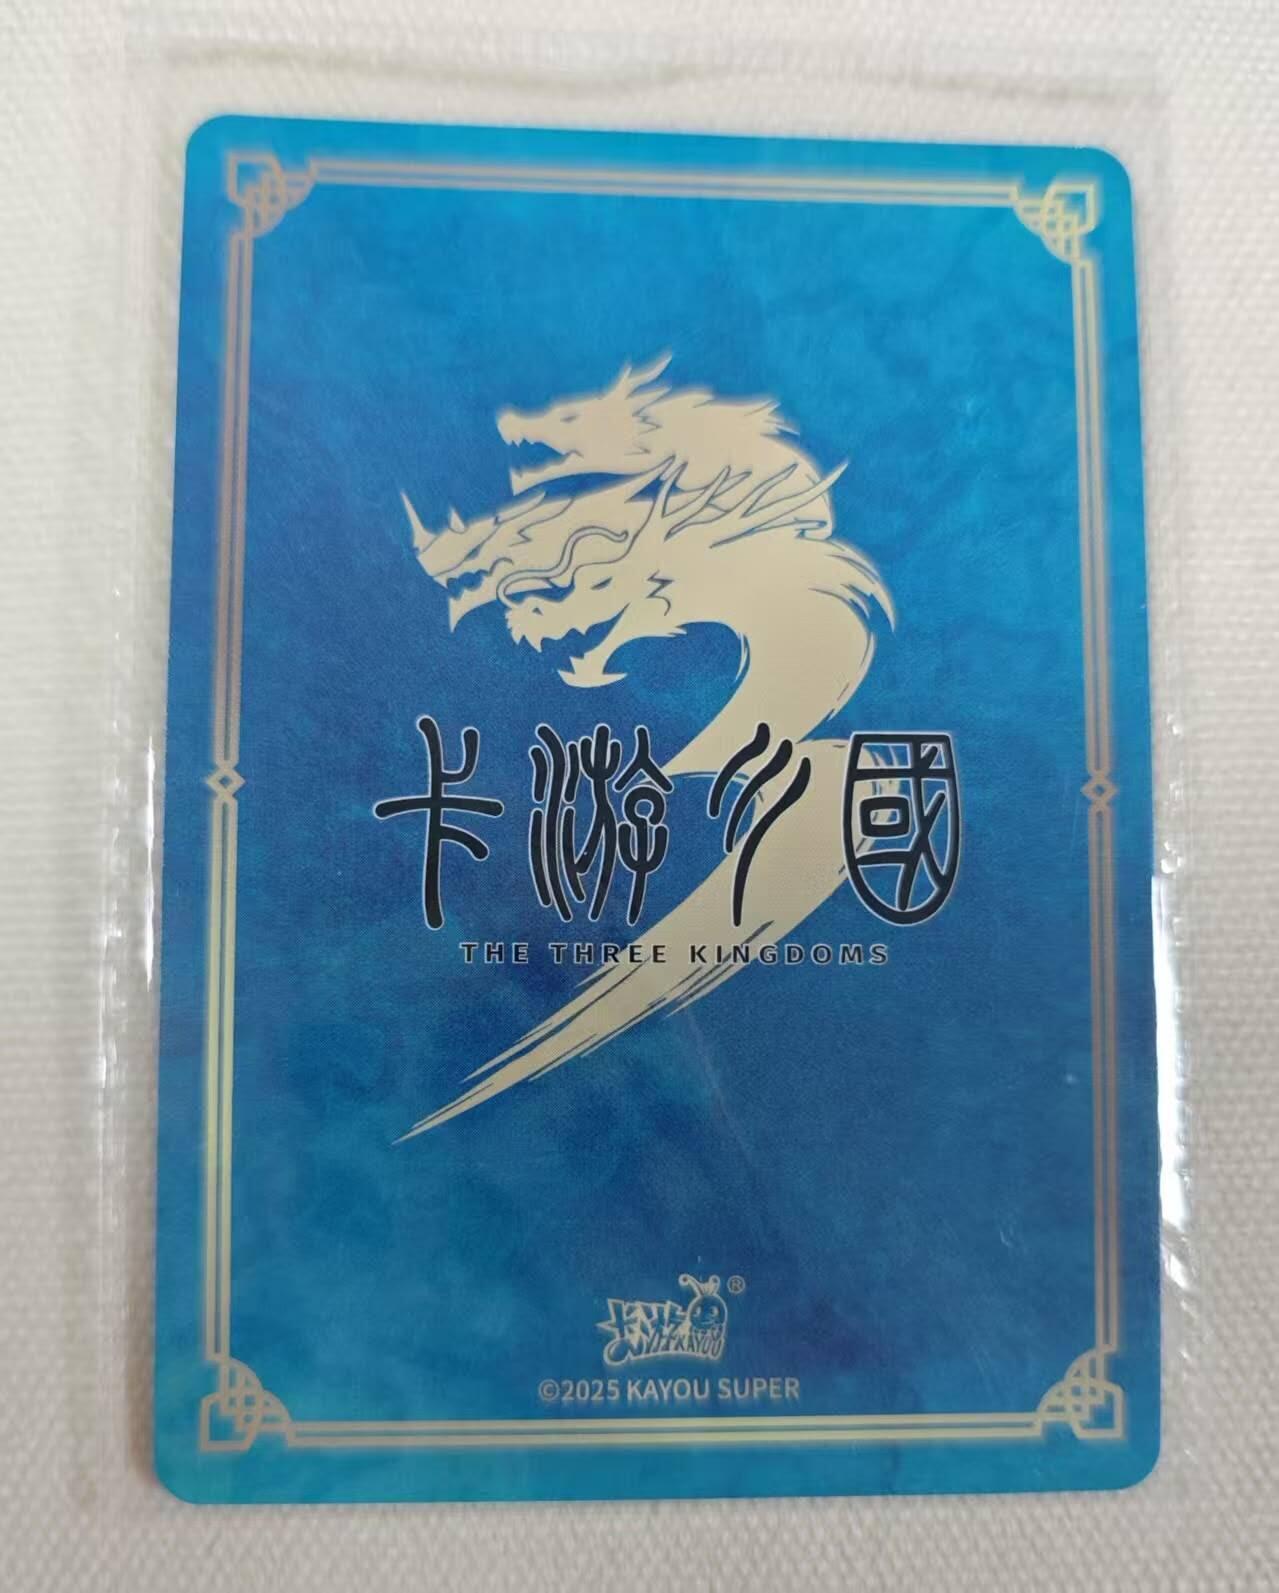 卡游三國
THE THREE KINGDOMS
卡游 KAYOU ®
©2025 KAYOU SUPER